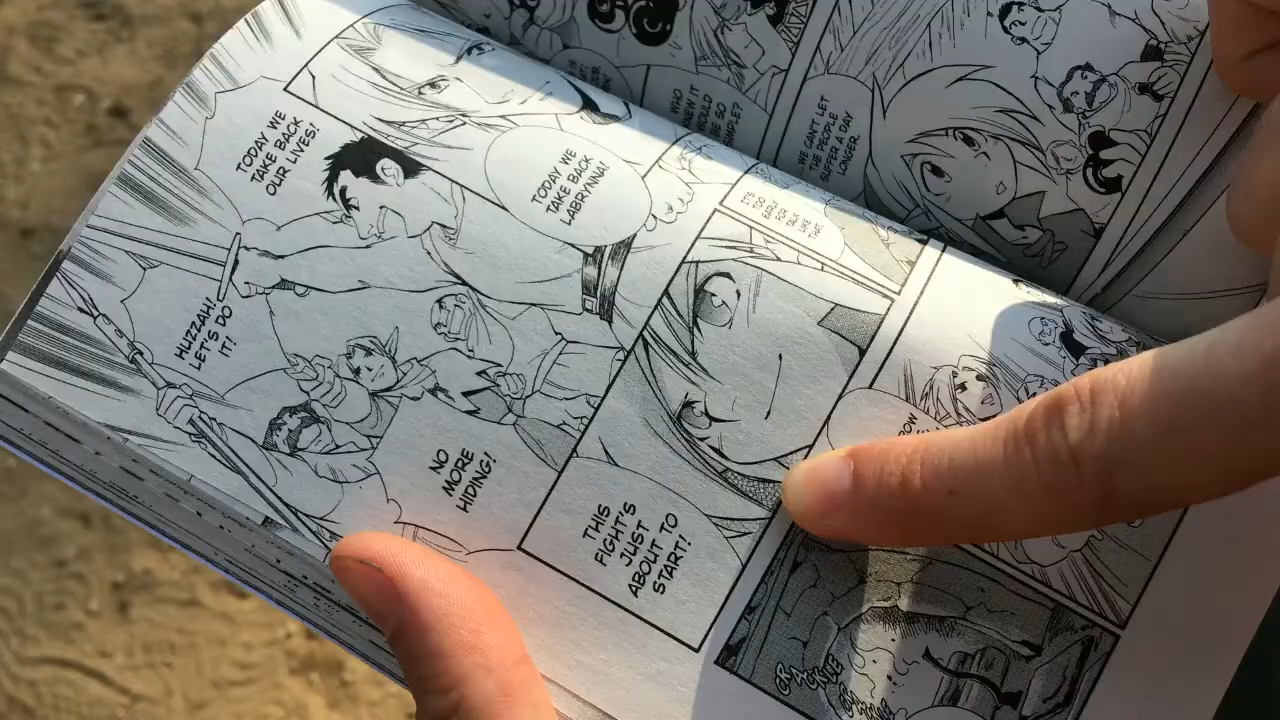 WHO
KNEW IT
WOULD
BE SO
SIMPLE?
WE CAN'T LET
THE PEOPLE
SUFFER A DAY
LONGER.
TODAY WE
TAKE BACK
LABRYNNA!
TODAY WE
TAKE BACK
OUR LIVES!
HUZZAH!
LET'S DO
IT!
NO
MORE
HIDING!
IT'S TOO
EARLY FOR
TALK
LIKE
THAT.
THIS
FIGHT'S
JUST
ABOUT TO
START!
CRACKLE